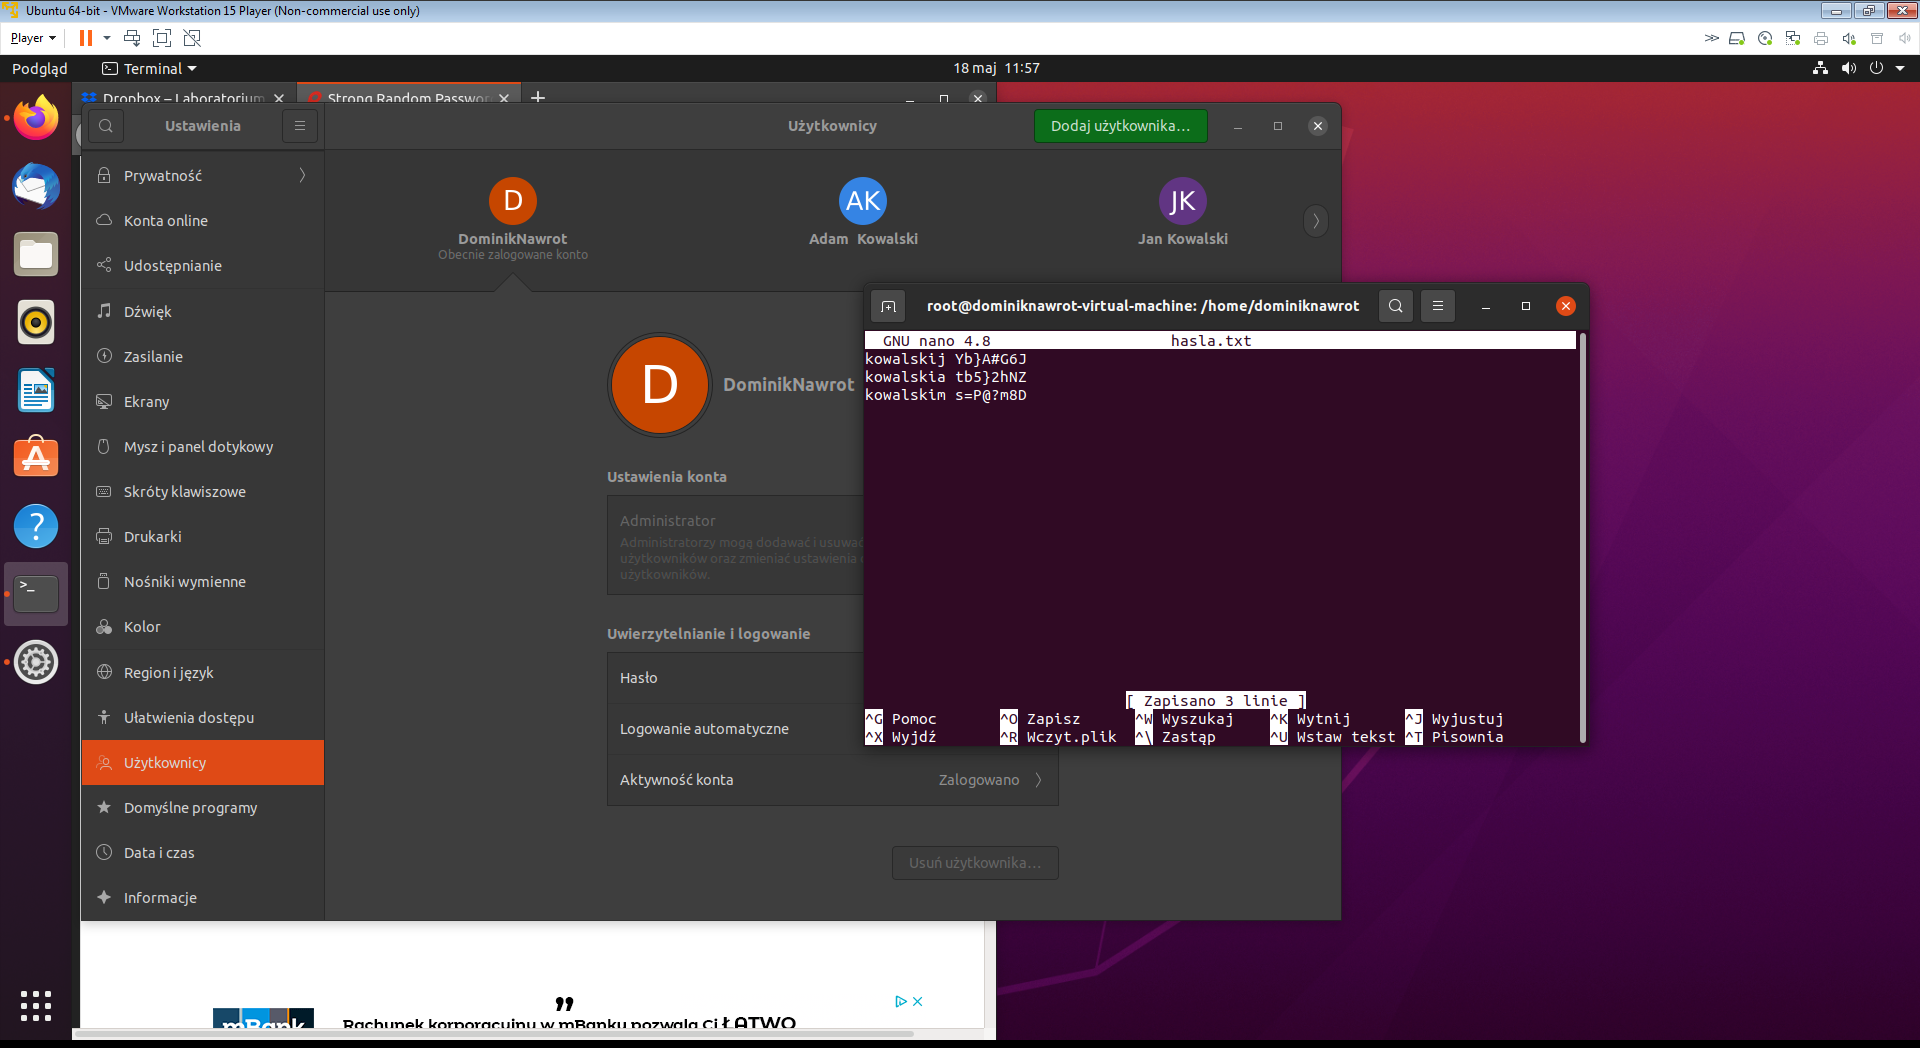 Ubuntu 64-bit - VMware Workstation 15 Player (Non-commercial use only)
Player
Podgląd
Terminal
18 maj 11:57
Dropbox – Laboratorium
Strong Random Passwor
Ustawienia
Użytkownicy
Dodaj użytkownika…
Prywatność
Konta online
Udostępnianie
Dźwięk
Zasilanie
Ekrany
Mysz i panel dotykowy
Skróty klawiszowe
Drukarki
Nośniki wymienne
Kolor
Region i język
Ułatwienia dostępu
Użytkownicy
Domyślne programy
Data i czas
Informacje
D
AK
JK
DominikNawrot
Adam Kowalski
Jan Kowalski
Obecnie zalogowane konto
D
DominikNawrot
Ustawienia konta
Administrator
Administratorzy mogą dodawać i usuwać
użytkowników oraz zmieniać ustawienia
użytkowników.
Uwierzytelnianie i logowanie
Hasło
Logowanie automatyczne
Aktywność konta
Zalogowano
Usuń użytkownika…
root@dominiknawrot-virtual-machine: /home/dominiknawrot
GNU nano 4.8 hasla.txt
kowalskij Yb}A#G6J
kowalskia tb5}2hNZ
kowalskim s=P@?m8D
[ Zapisano 3 linie ]
^G Pomoc ^O Zapisz ^W Wyszukaj ^K Wytnij ^J Wyjustuj
^X Wyjdź ^R Wczyt.plik ^\ Zastąp ^U Wstaw tekst ^T Pisownia
mBank
Rachunek korporacyjny w mBanku pozwala Ci ŁATWO